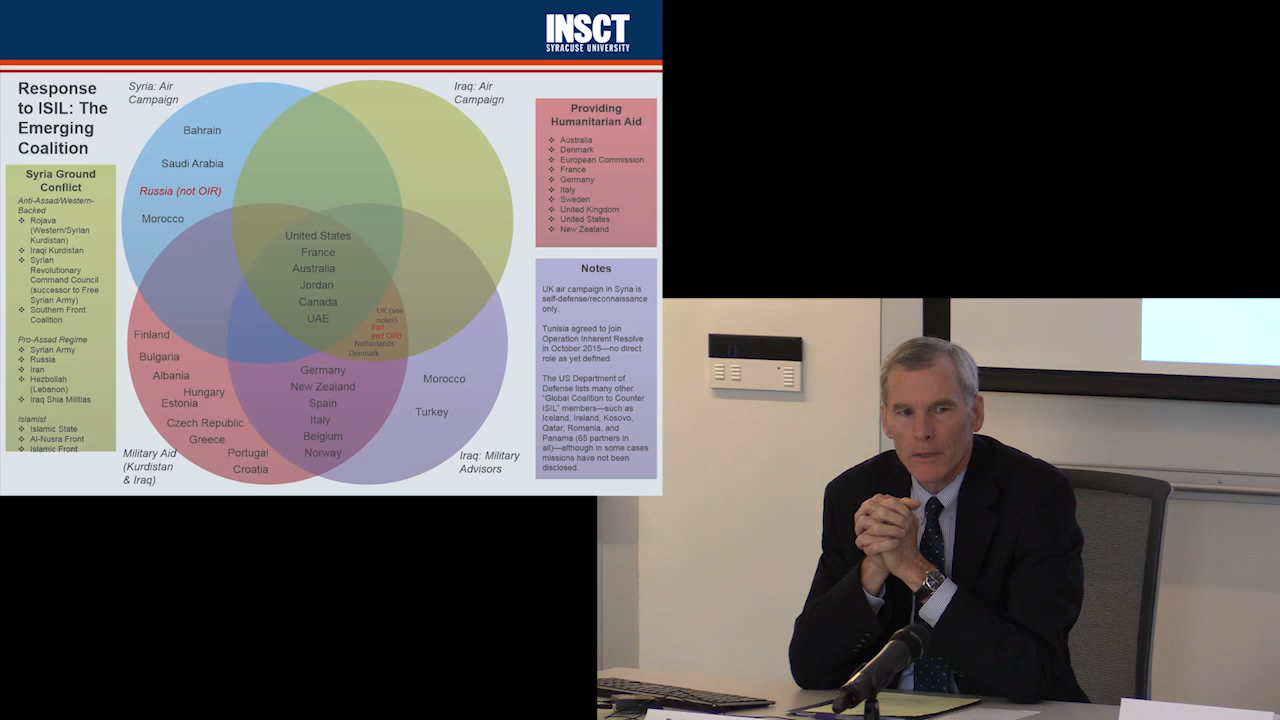 INSCT
SYRACUSE UNIVERSITY
Response
to ISIL: The
Emerging
Coalition
Syria: Air
Campaign
Iraq: Air
Campaign
Bahrain
Saudi Arabia
Russia (not OIR)
Morocco
United States
France
Australia
Jordan
Canada
UAE
UK (see
notes)
Iran
(not OIR)
Netherlands
Denmark
Finland
Bulgaria
Albania
Hungary
Estonia
Czech Republic
Greece
Portugal
Croatia
Germany
New Zealand
Spain
Italy
Belgium
Norway
Morocco
Turkey
Military Aid
(Kurdistan
& Iraq)
Iraq: Military
Advisors
Syria Ground
Conflict
Anti-Assad/Western-
Backed
❖ Rojava
(Western/Syrian
Kurdistan)
❖ Iraqi Kurdistan
❖ Syrian
Revolutionary
Command Council
(successor to Free
Syrian Army)
❖ Southern Front
Coalition
Pro-Assad Regime
❖ Syrian Army
❖ Russia
❖ Iran
❖ Hezbollah
(Lebanon)
❖ Iraq Shia Militias
Islamist
❖ Islamic State
❖ Al-Nusra Front
❖ Islamic Front
Providing
Humanitarian Aid
❖ Australia
❖ Denmark
❖ European Commission
❖ France
❖ Germany
❖ Italy
❖ Sweden
❖ United Kingdom
❖ United States
❖ New Zealand
Notes
UK air campaign in Syria is
self-defense/reconnaissance
only.
Tunisia agreed to join
Operation Inherent Resolve
in October 2015—no direct
role as yet defined.
The US Department of
Defense lists many other
“Global Coalition to Counter
ISIL” members—such as
Iceland, Ireland, Kosovo,
Qatar, Romania, and
Panama (65 partners in
all)—although in some cases
missions have not been
disclosed.